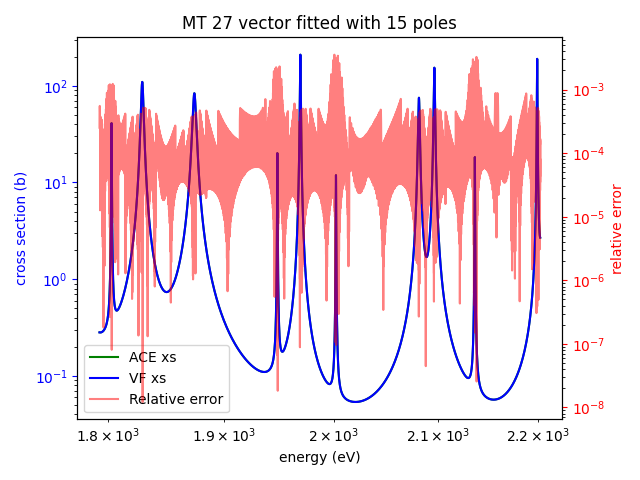 MT 27 vector fitted with 15 poles
10² 
10¹
10⁰
10⁻¹
cross section (b)
10⁻³
10⁻⁴
10⁻⁵
10⁻⁶
10⁻⁷
10⁻⁸
relative error
ACE xs
VF xs
Relative error
1.8 × 10³ 1.9 × 10³ 2 × 10³ 2.1 × 10³ 2.2 × 10³
energy (eV)